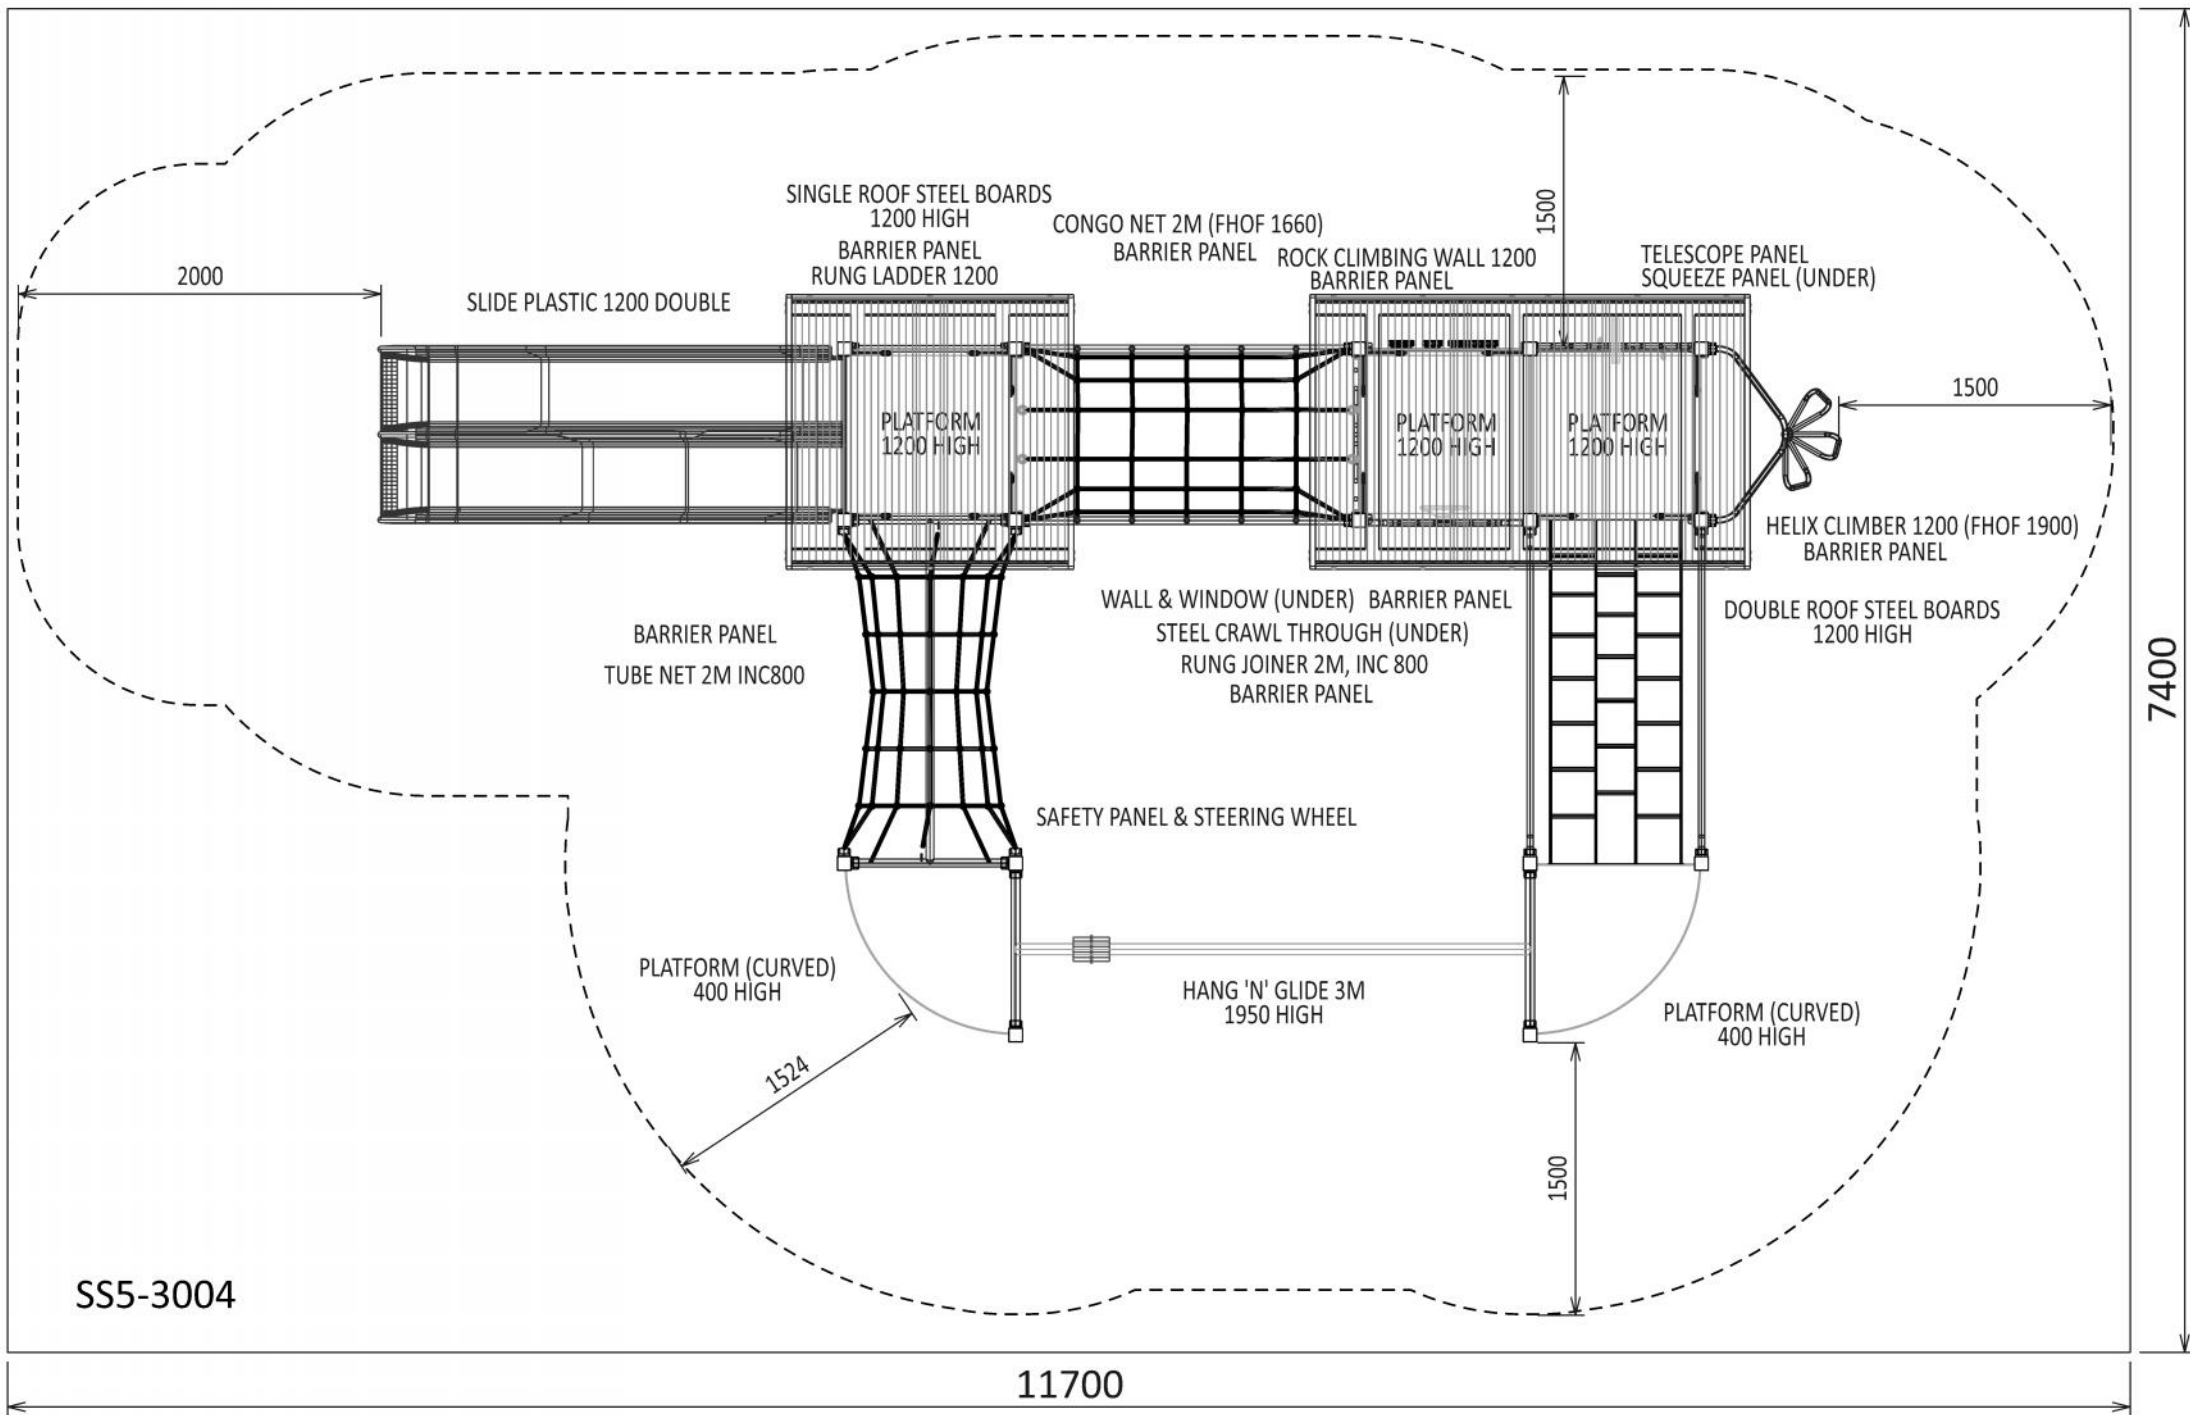 SINGLE ROOF STEEL BOARDS
1200 HIGH
BARRIER PANEL
RUNG LADDER 1200
CONGO NET 2M (FHOF 1660)
BARRIER PANEL
ROCK CLIMBING WALL 1200
BARRIER PANEL
1500
TELESCOPE PANEL
SQUEEZE PANEL (UNDER)
2000
SLIDE PLASTIC 1200 DOUBLE
1500
PLATFORM
1200 HIGH
PLATFORM
1200 HIGH
PLATFORM
1200 HIGH
HELIX CLIMBER 1200 (FHOF 1900)
BARRIER PANEL
WALL & WINDOW (UNDER) BARRIER PANEL
STEEL CRAWL THROUGH (UNDER)
RUNG JOINER 2M, INC 800
BARRIER PANEL
DOUBLE ROOF STEEL BOARDS
1200 HIGH
BARRIER PANEL
TUBE NET 2M INC800
7400
SAFETY PANEL & STEERING WHEEL
PLATFORM (CURVED)
400 HIGH
HANG 'N' GLIDE 3M
1950 HIGH
PLATFORM (CURVED)
400 HIGH
1524
1500
SS5-3004
11700